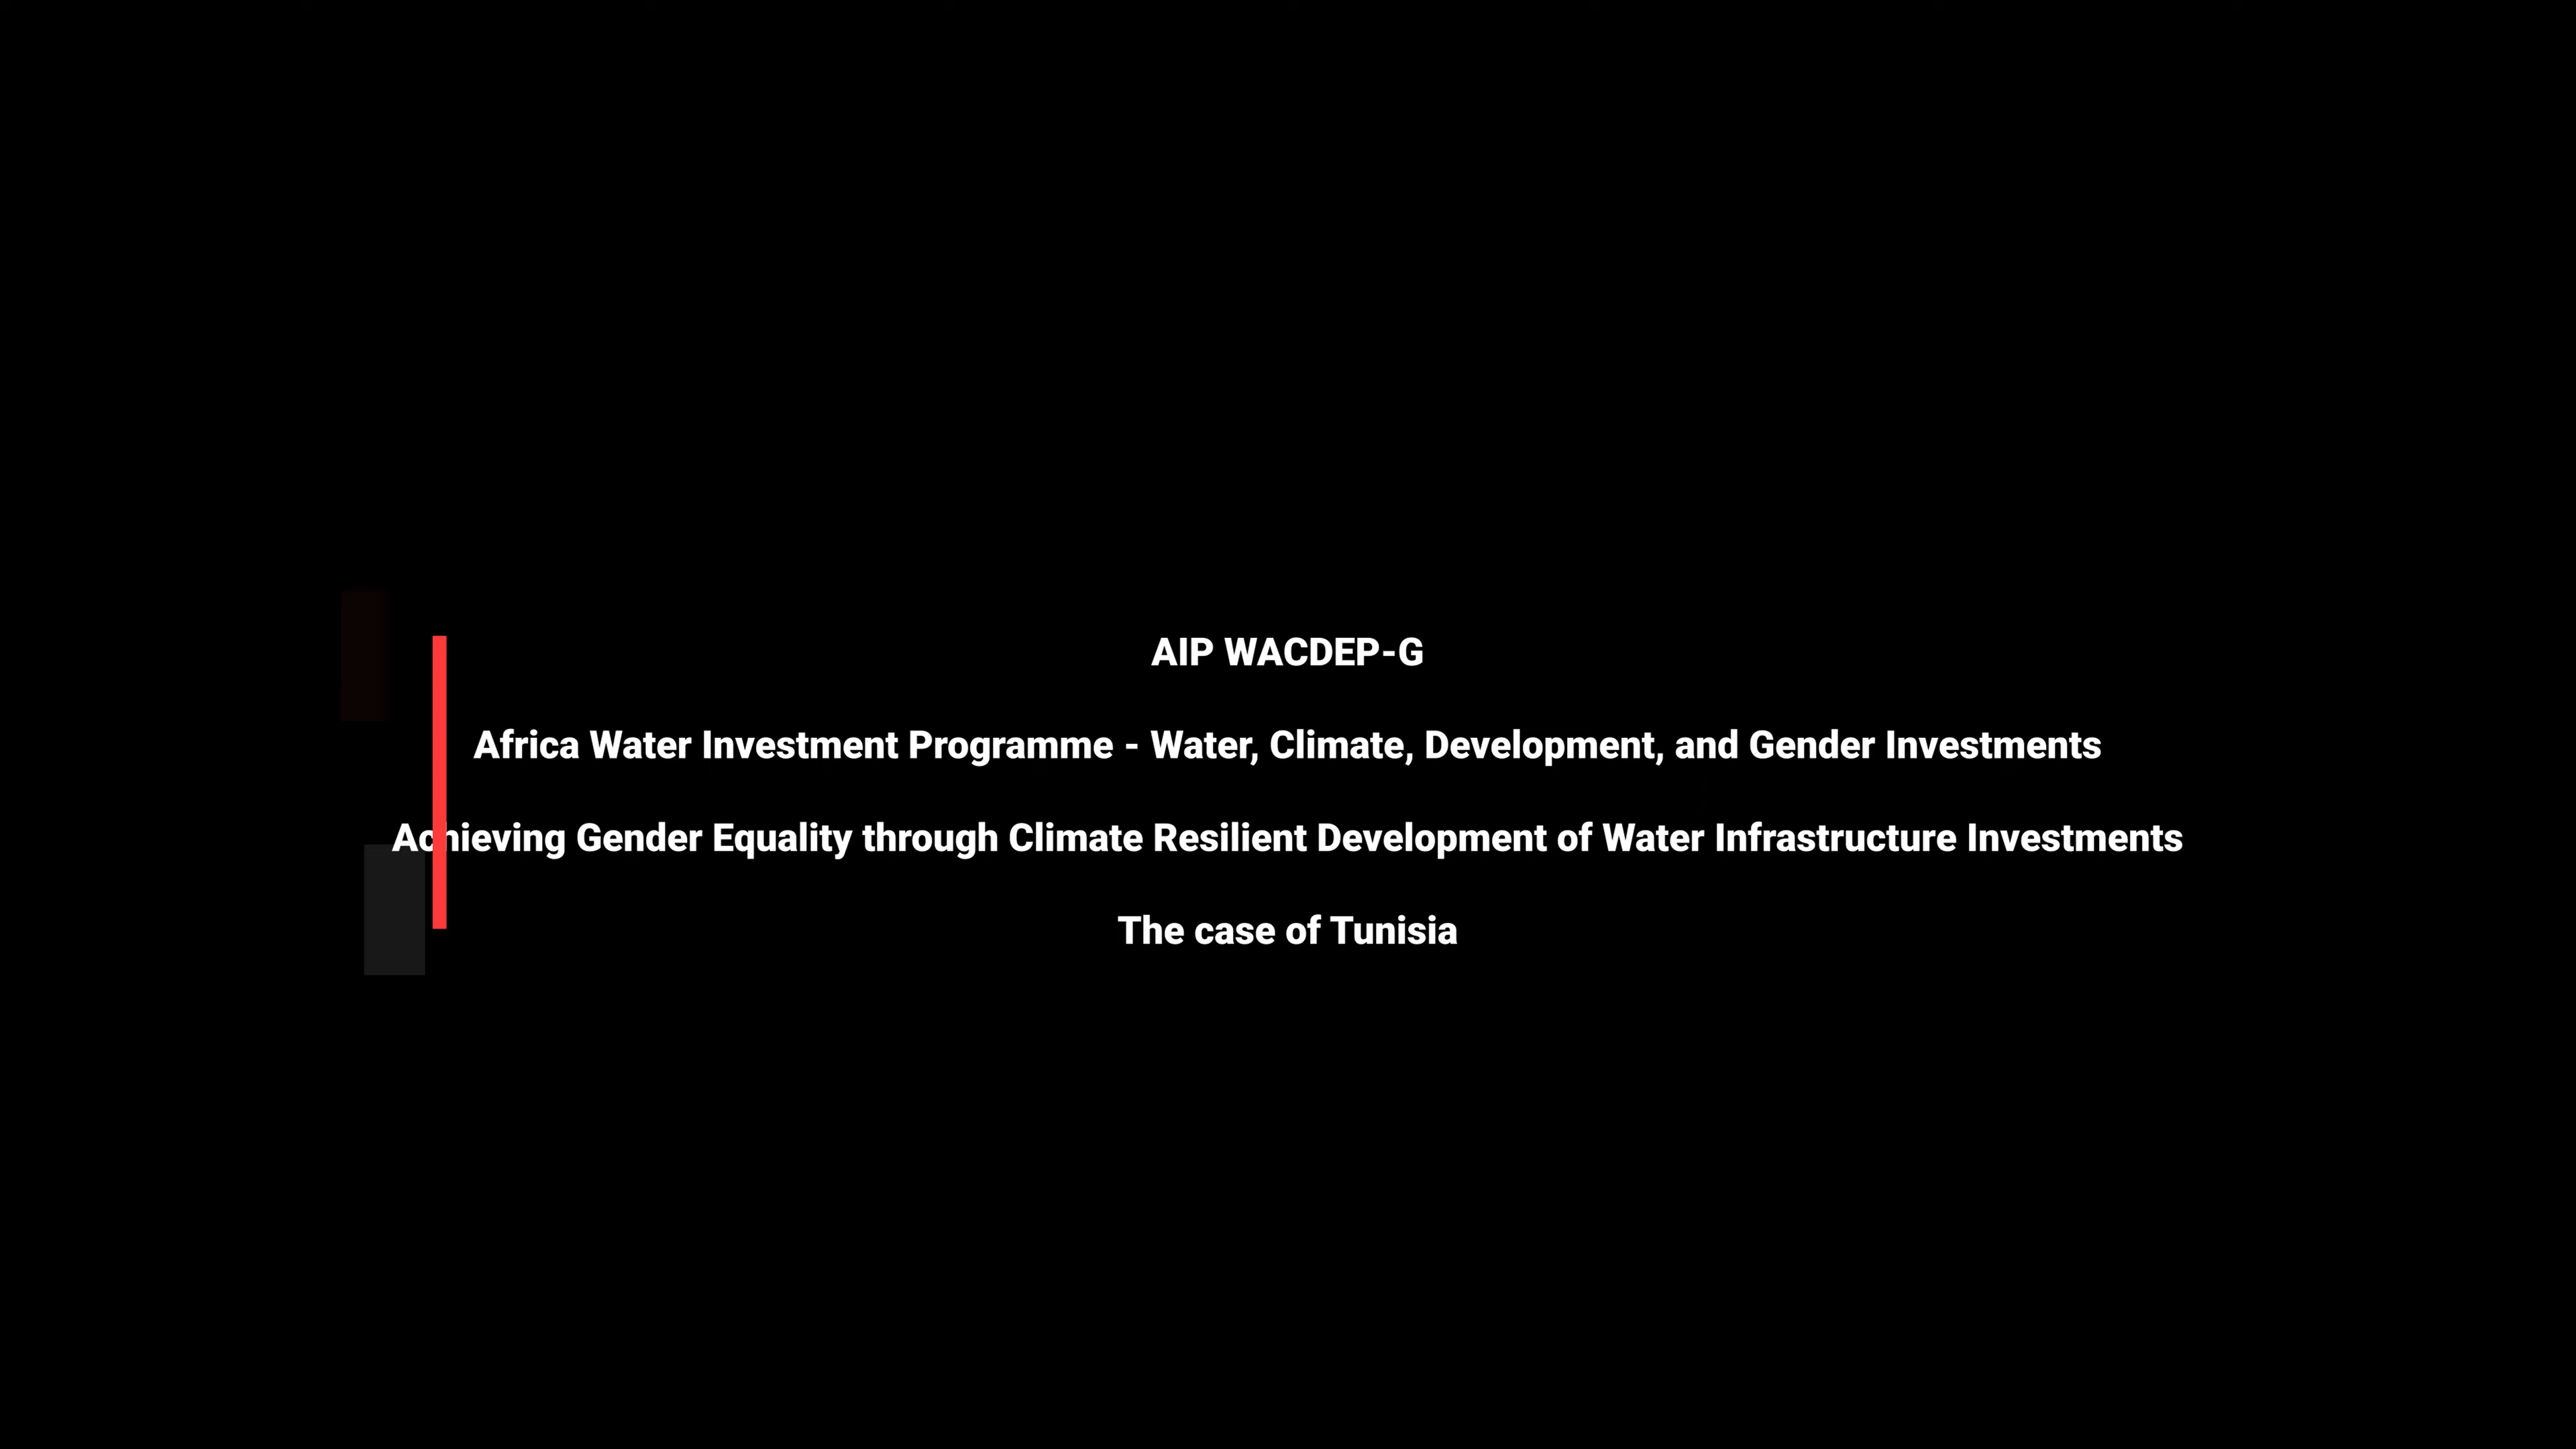 AIP WACDEP-G
Africa Water Investment Programme - Water, Climate, Development, and Gender Investments
Achieving Gender Equality through Climate Resilient Development of Water Infrastructure Investments
The case of Tunisia